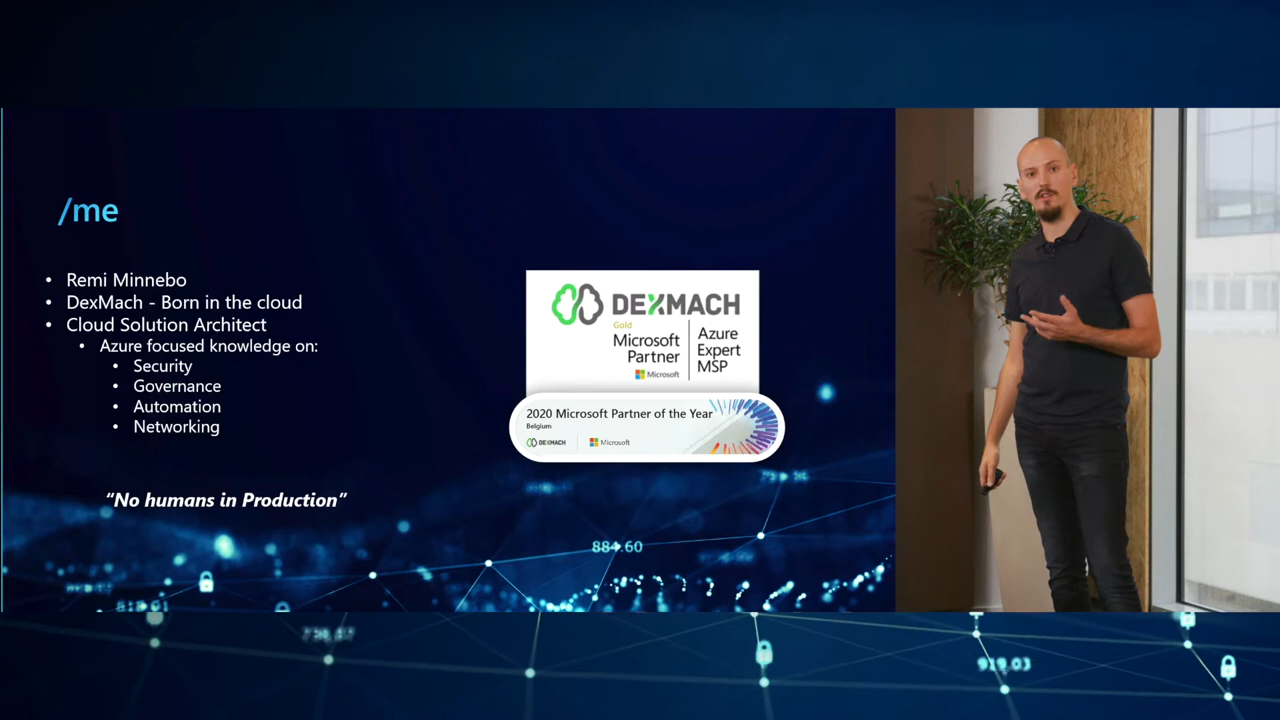 /me
• Remi Minnebo
• DexMach - Born in the cloud
• Cloud Solution Architect
• Azure focused knowledge on:
• Security
• Governance
• Automation
• Networking
“No humans in Production”
DEXMACH
Gold
Microsoft
Partner
Microsoft
Azure
Expert
MSP
2020 Microsoft Partner of the Year
Belgium
DEXMACH
Microsoft
884.60
919.03